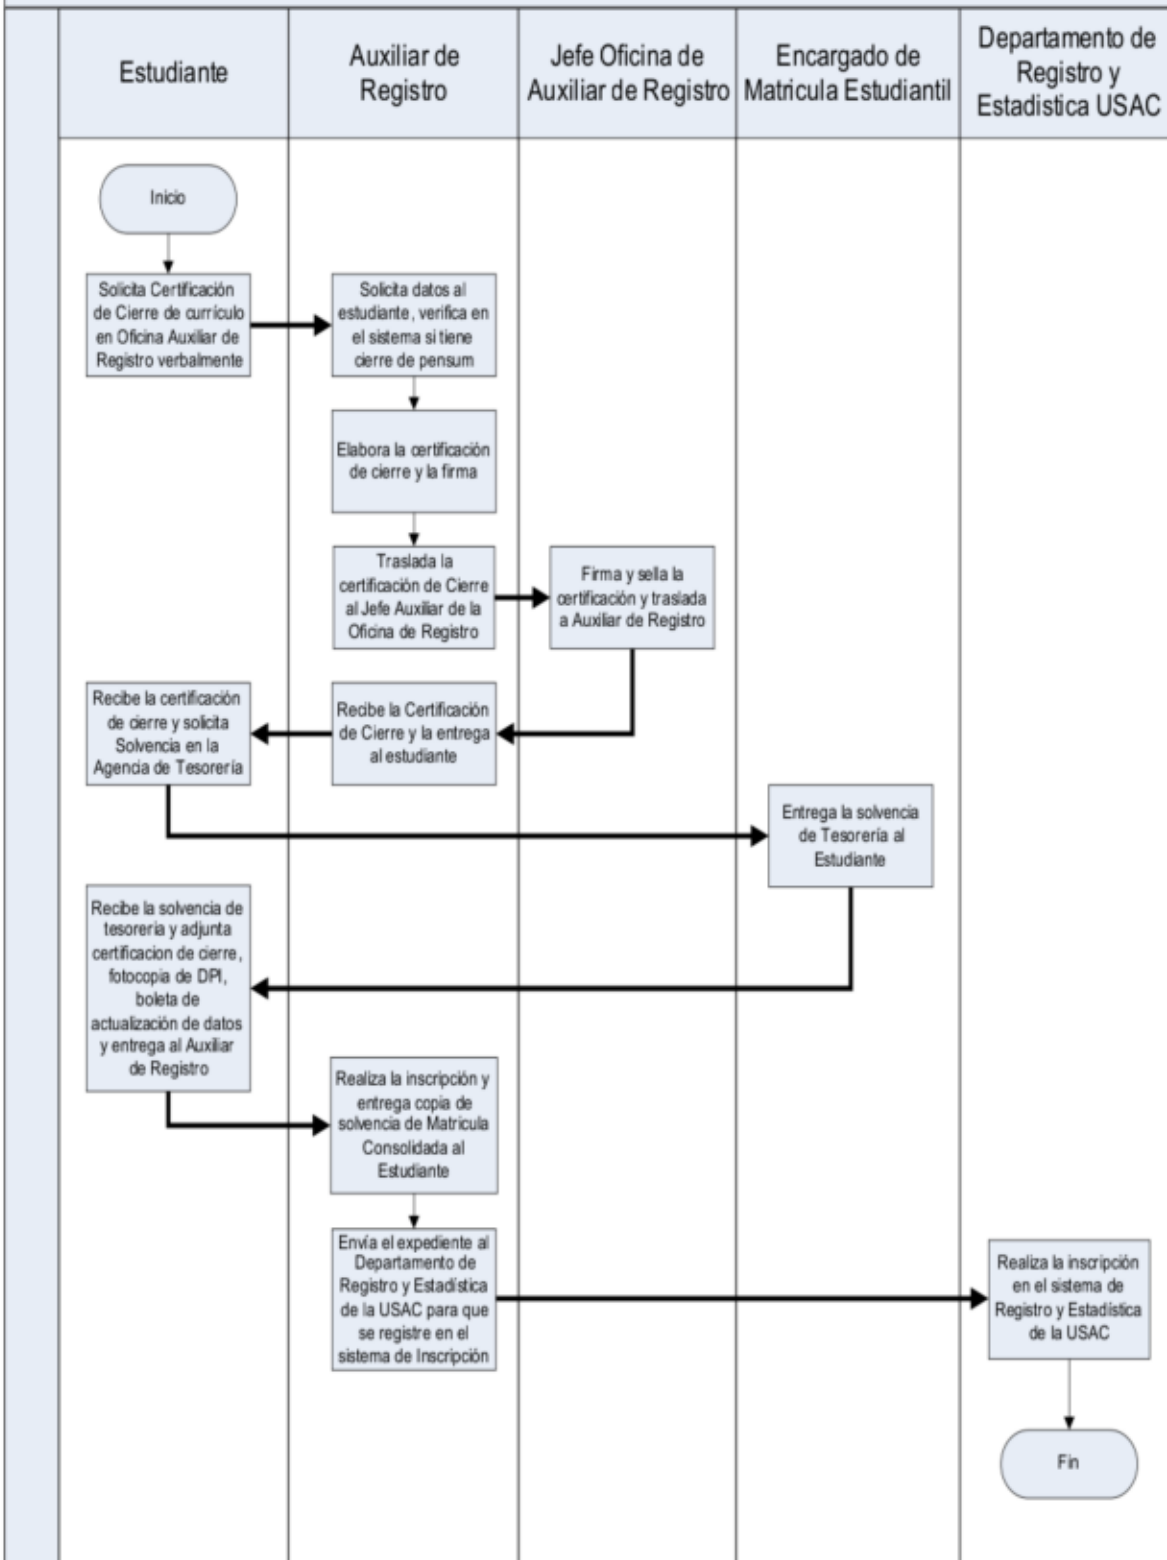 Estudiante
Auxiliar de
Registro
Jefe Oficina de
Auxiliar de Registro
Encargado de
Matricula Estudiantil
Departamento de
Registro y
Estadistica USAC
Inicio
Solicita Certificación
de Cierre de currículo
en Oficina Auxiliar de
Registro verbalmente
Solicita datos al
estudiante, verifica en
el sistema si tiene
cierre de pensum
Elabora la certificación
de cierre y la firma
Traslada la
certificación de Cierre
al Jefe Auxiliar de la
Oficina de Registro
Firma y sella la
certificación y traslada
a Auxiliar de Registro
Recibe la Certificación
de Cierre y la entrega
al estudiante
Recibe la certificación
de cierre y solicita
Solvencia en la
Agencia de Tesorería
Entrega la solvencia
de Tesorería al
Estudiante
Recibe la solvencia de
tesoreria y adjunta
certificacion de cierre,
fotocopia de DPI,
boleta de
actualización de datos
y entrega al Auxiliar
de Registro
Realiza la inscripción y
entrega copia de
solvencia de Matricula
Consolidada al
Estudiante
Envía el expediente al
Departamento de
Registro y Estadística
de la USAC para que
se registre en el
sistema de Inscripción
Realiza la inscripción
en el sistema de
Registro y Estadística
de la USAC
Fin